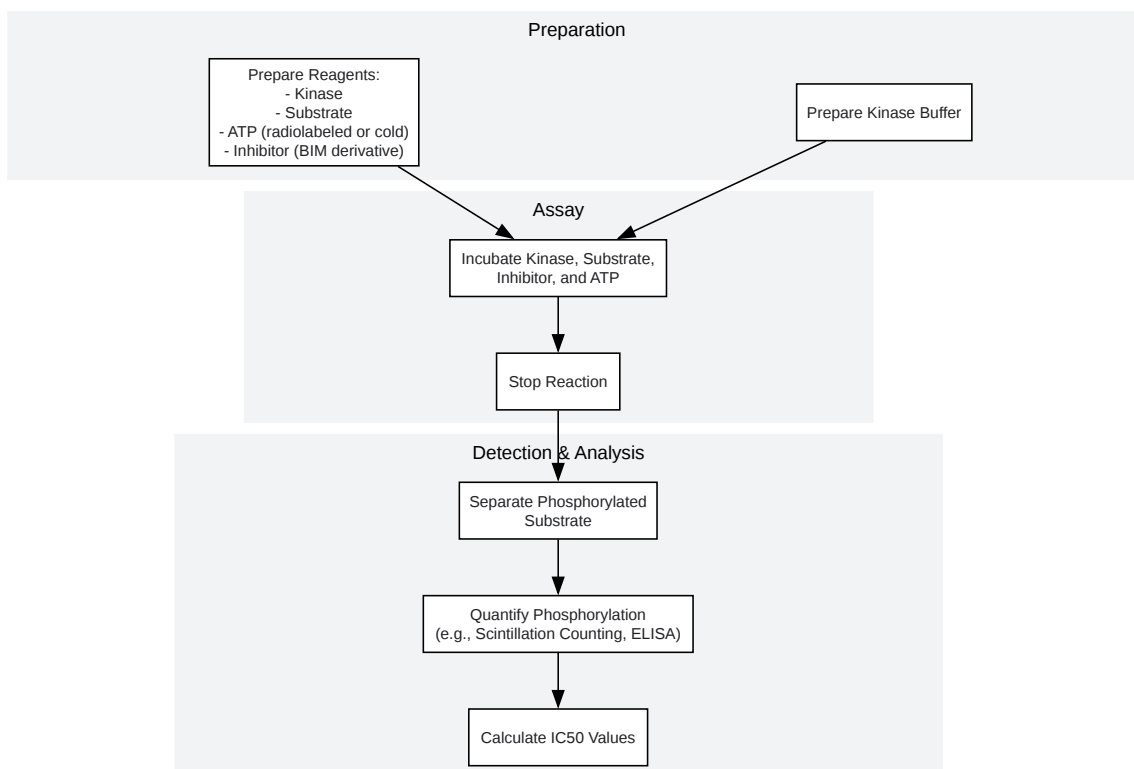 Preparation
Prepare Reagents:
- Kinase
- Substrate
- ATP (radiolabeled or cold)
- Inhibitor (BIM derivative)
Prepare Kinase Buffer
Assay
Incubate Kinase, Substrate,
Inhibitor, and ATP
Stop Reaction
Detection & Analysis
Separate Phosphorylated
Substrate
Quantify Phosphorylation
(e.g., Scintillation Counting, ELISA)
Calculate IC50 Values